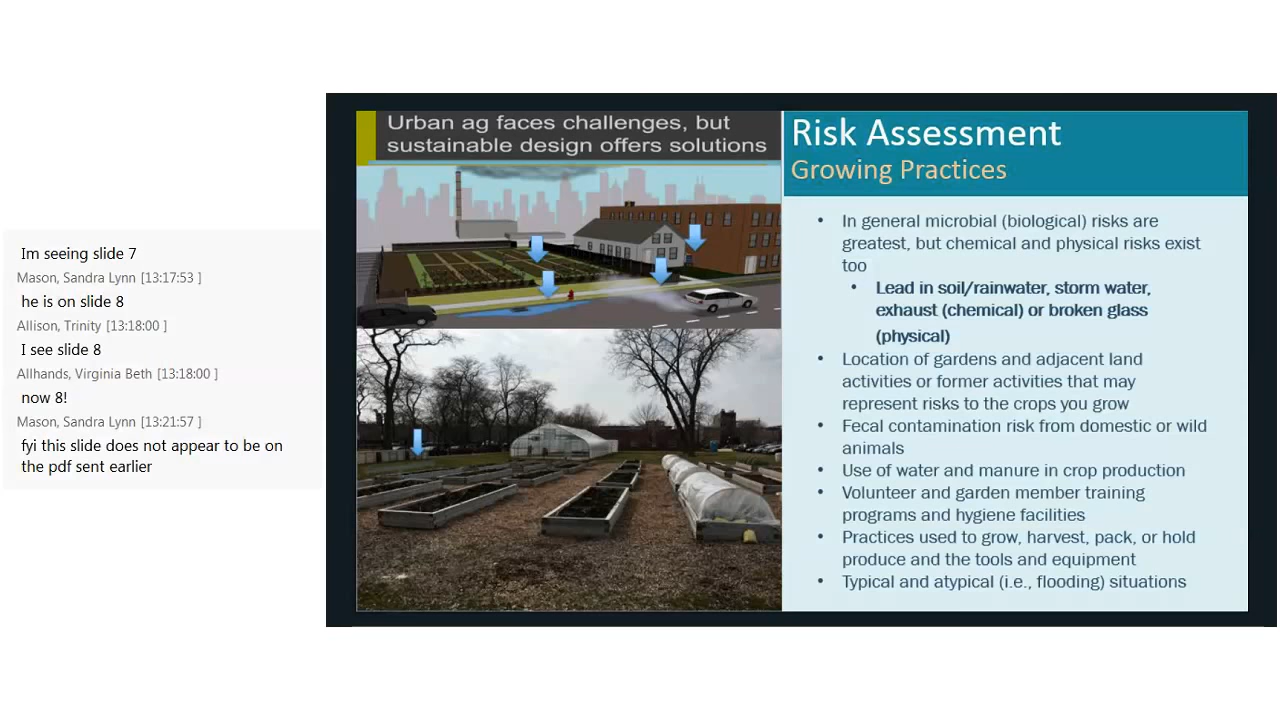 Im seeing slide 7
Mason, Sandra Lynn [13:17:53 ]
he is on slide 8
Allison, Trinity [13:18:00 ]
I see slide 8
Allhands, Virginia Beth [13:18:00 ]
now 8!
Mason, Sandra Lynn [13:21:57 ]
fyi this slide does not appear to be on
the pdf sent earlier
Urban ag faces challenges, but
sustainable design offers solutions
Risk Assessment
Growing Practices
• In general microbial (biological) risks are
greatest, but chemical and physical risks exist
too
• Lead in soil/rainwater, storm water,
exhaust (chemical) or broken glass
(physical)
• Location of gardens and adjacent land
activities or former activities that may
represent risks to the crops you grow
• Fecal contamination risk from domestic or wild
animals
• Use of water and manure in crop production
• Volunteer and garden member training
programs and hygiene facilities
• Practices used to grow, harvest, pack, or hold
produce and the tools and equipment
• Typical and atypical (i.e., flooding) situations